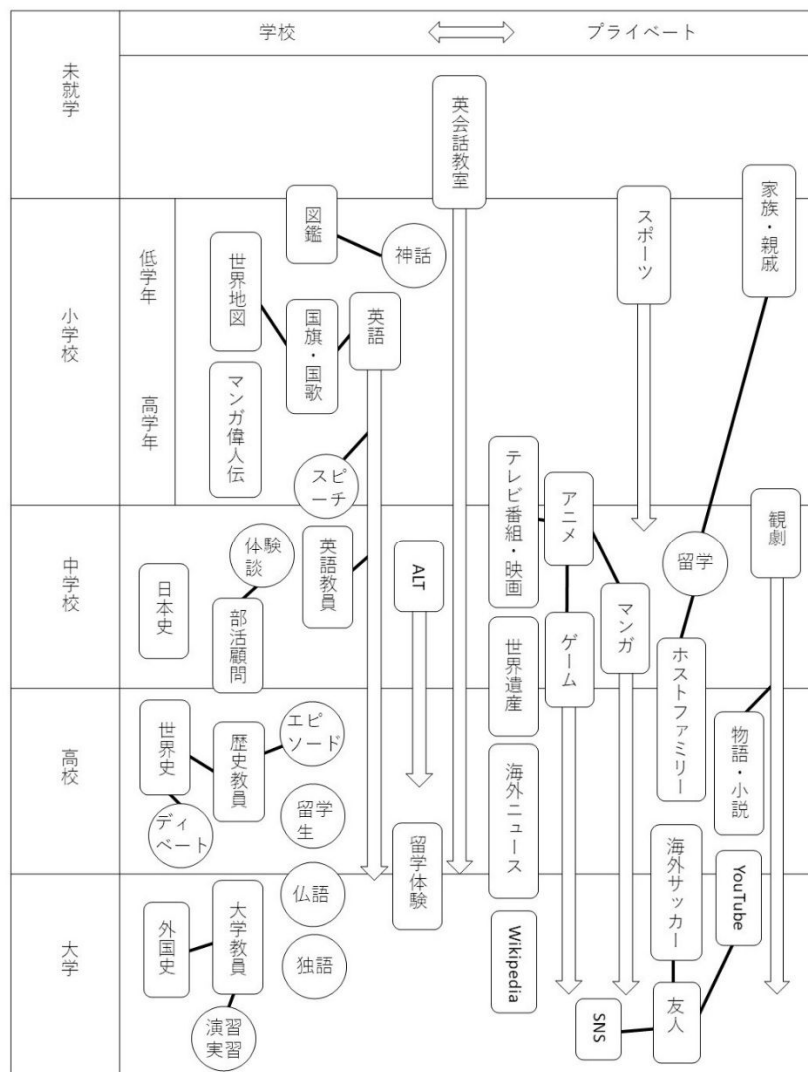 学校
プライベート
未就学
英会話教室
小学校
低学年
高学年
図鑑
神話
世界地図
国旗・国歌
英語
マンガ偉人伝
スピ
ーチ
スポーツ
家族・親戚
テレビ番組・映画
アニメ
観劇
中学校
日本史
体験
談
部活顧問
英語教員
ALT
世界遺産
ゲーム
マンガ
留学
ホストファミリー
高校
世界史
ディ
ベート
歴史教員
エピ
ソード
留学
生
留学体験
海外ニュース
物語・小説
海外サッカー
YouTube
大学
外国史
大学教員
仏語
独語
演習
実習
Wikipedia
SNS
友人